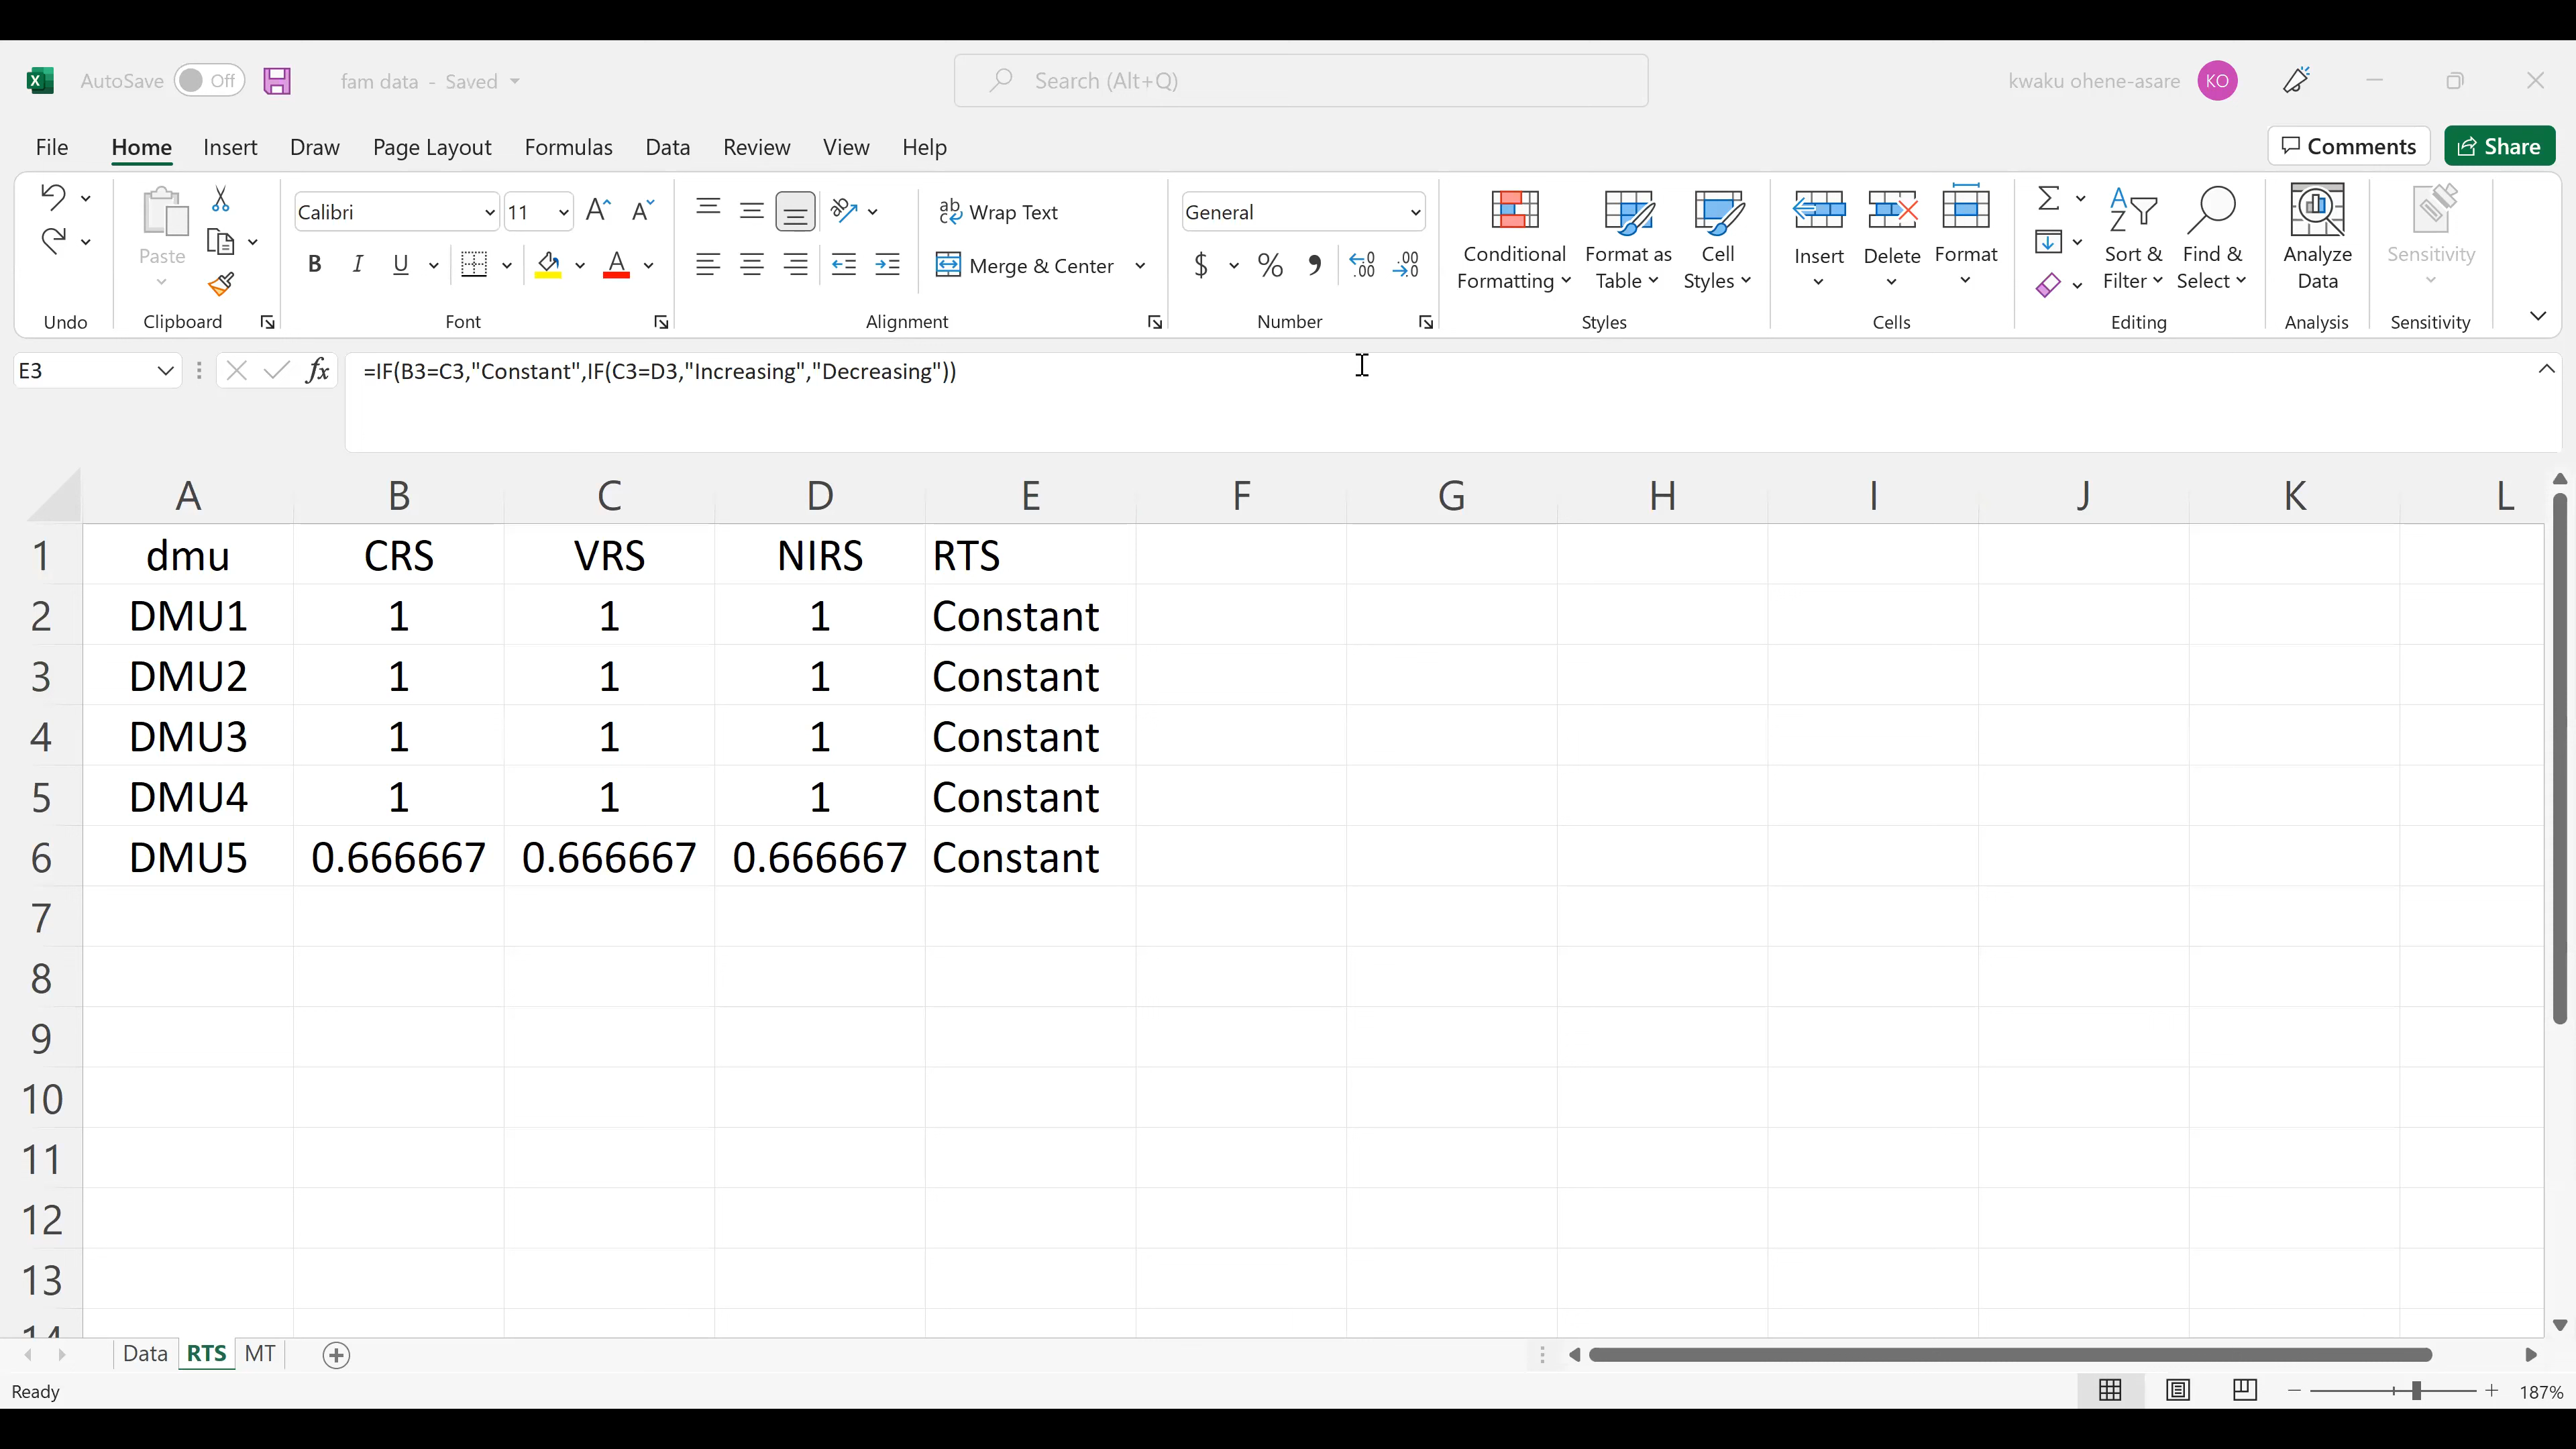 AutoSave Off fam data - Saved Search (Alt+Q) kwaku ohene-asare KO
File Home Insert Draw Page Layout Formulas Data Review View Help Comments Share
Calibri 11 Wrap Text General
Paste B I U A Merge & Center $ % Conditional Formatting Format as Table Cell Styles Insert Delete Format Sort & Filter Find & Select Analyze Data Sensitivity
Undo Clipboard Font Alignment Number Styles Cells Editing Analysis Sensitivity
E3 fx =IF(B3=C3,"Constant",IF(C3=D3,"Increasing","Decreasing"))
A B C D E F G H I J K L
1 dmu CRS VRS NIRS RTS
2 DMU1 1 1 1 Constant
3 DMU2 1 1 1 Constant
4 DMU3 1 1 1 Constant
5 DMU4 1 1 1 Constant
6 DMU5 0.666667 0.666667 0.666667 Constant
7
8
9
10
11
12
13
14
Data RTS MT
Ready 187%